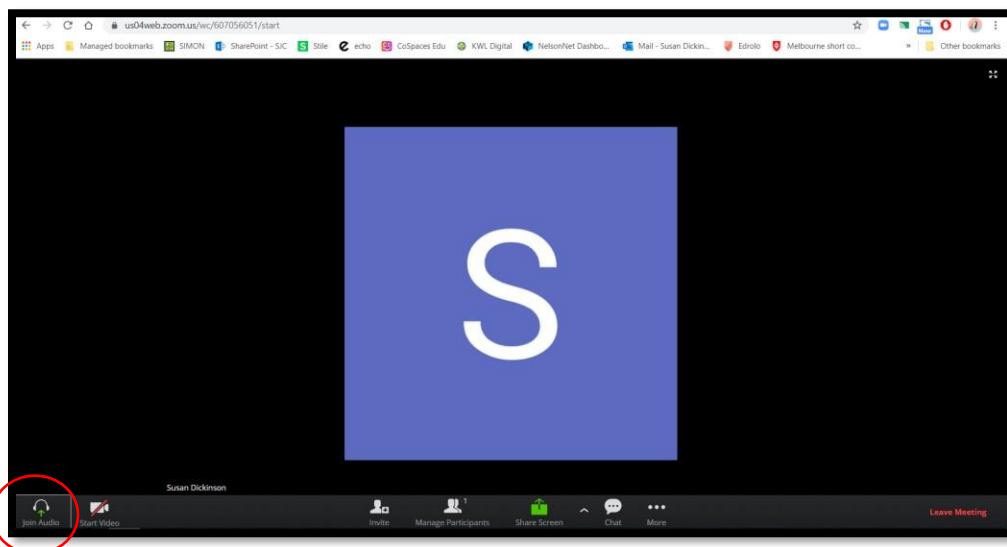 us04web.zoom.us/wc/607056051/start
New
Apps Managed bookmarks SIMON SharePoint - SJC S Stile e echo CoSpaces Edu KWL Digital NelsonNet Dashbo... Mail - Susan Dickin... Edrolo Melbourne short co... » Other bookmarks
S
Susan Dickinson
Join Audio Start Video Invite Manage Participants 1 Share Screen Chat More Leave Meeting